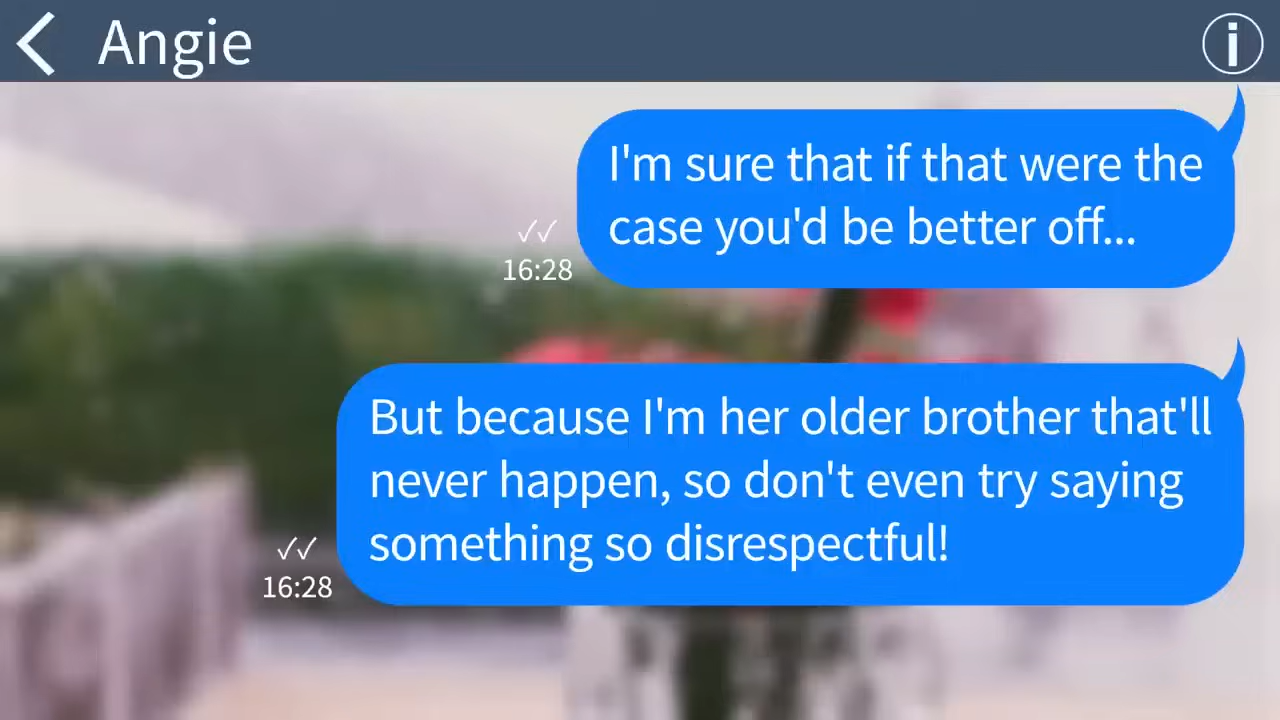 Angie
I'm sure that if that were the
case you'd be better off...
16:28
But because I'm her older brother that'll
never happen, so don't even try saying
something so disrespectful!
16:28